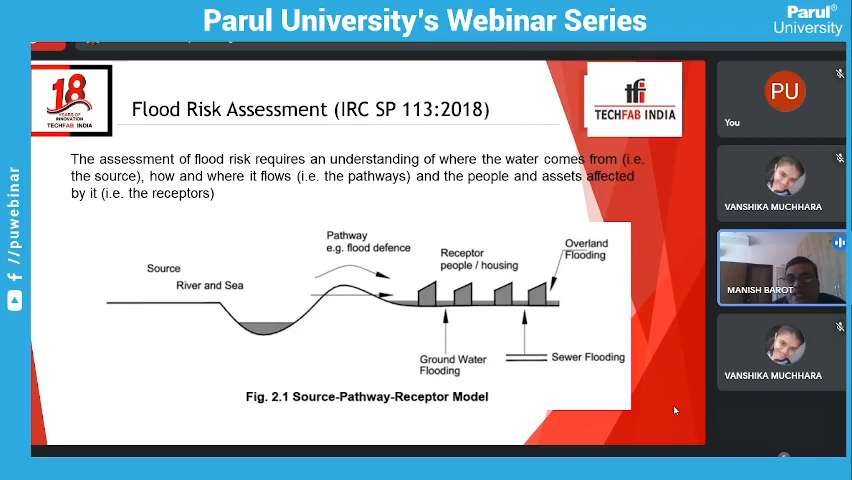 Parul University's Webinar Series
Parul®
University
18
YEARS OF
INNOVATION
TECHFAB INDIA
Flood Risk Assessment (IRC SP 113:2018)
tfi
TECHFAB INDIA
The assessment of flood risk requires an understanding of where the water comes from (i.e.
the source), how and where it flows (i.e. the pathways) and the people and assets affected
by it (i.e. the receptors)
Pathway
e.g. flood defence
Source
River and Sea
Receptor
people / housing
Overland
Flooding
Ground Water
Flooding
Sewer Flooding
Fig. 2.1 Source-Pathway-Receptor Model
PU
You
VANSHIKA MUCHHARA
MANISH BAROT
VANSHIKA MUCHHARA
f //puwebinar